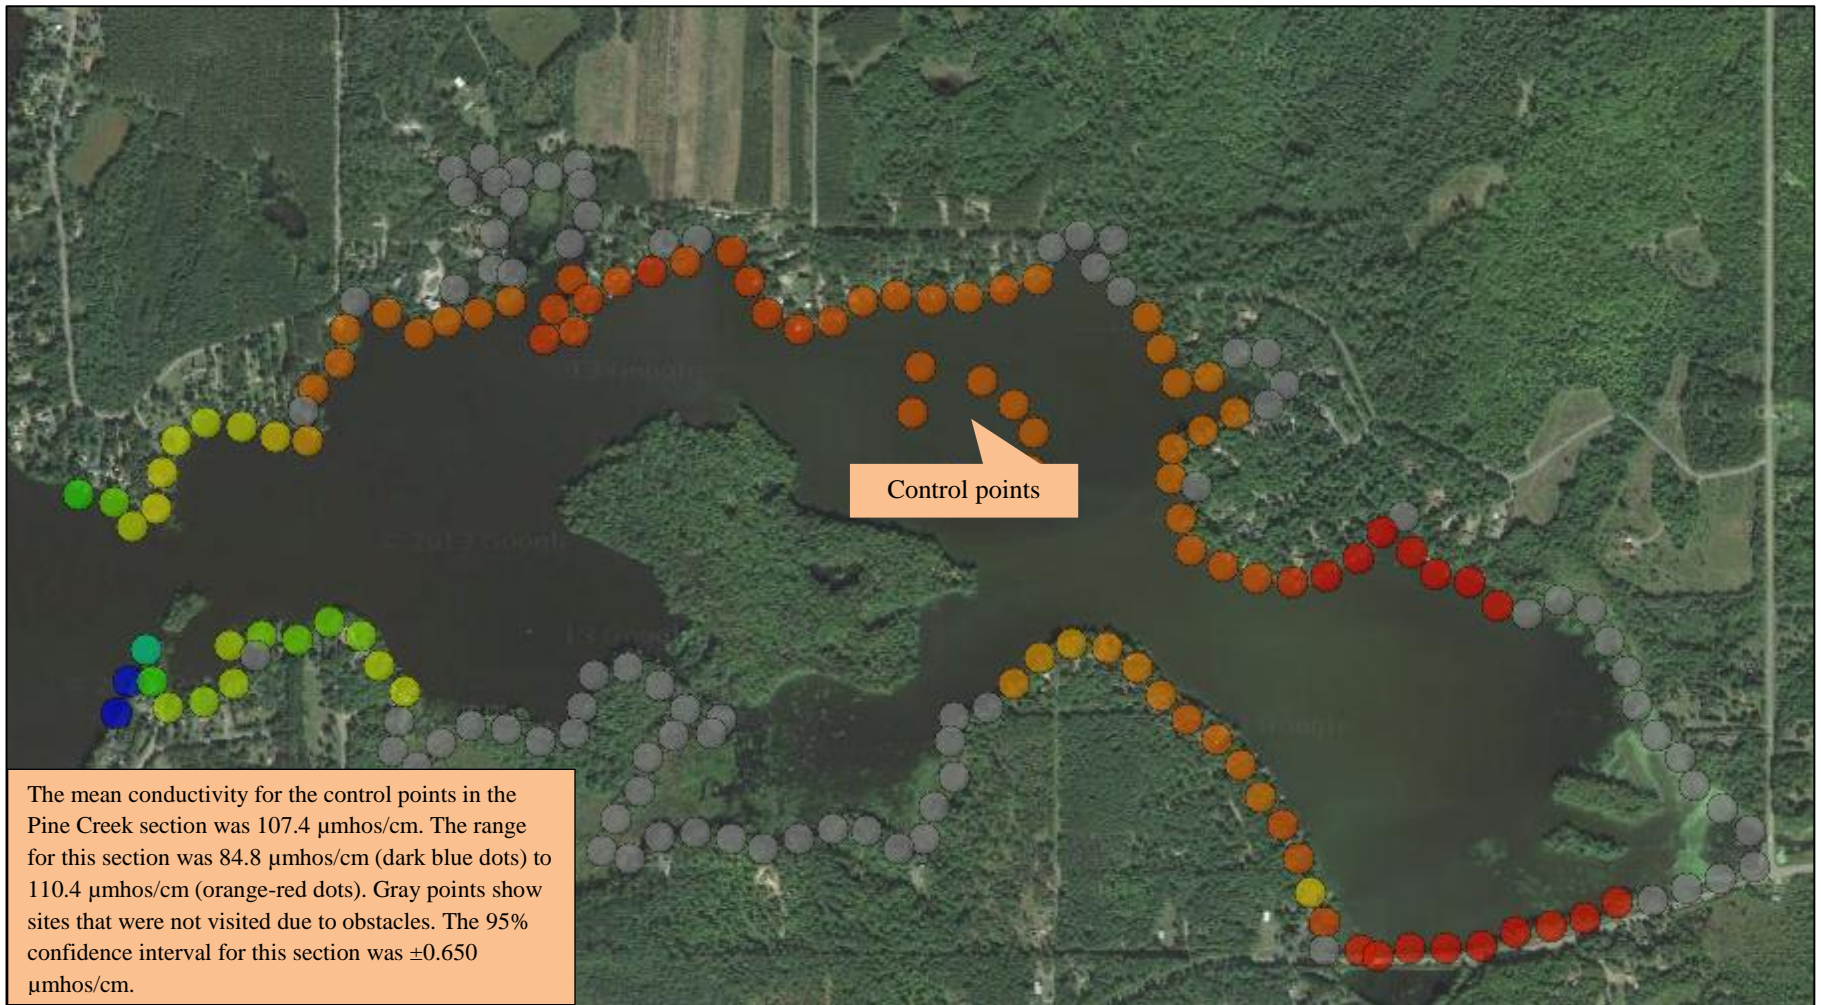 Control points
The mean conductivity for the control points in the
Pine Creek section was 107.4 µmhos/cm. The range
for this section was 84.8 µmhos/cm (dark blue dots) to
110.4 µmhos/cm (orange-red dots). Gray points show
sites that were not visited due to obstacles. The 95%
confidence interval for this section was ±0.650
µmhos/cm.